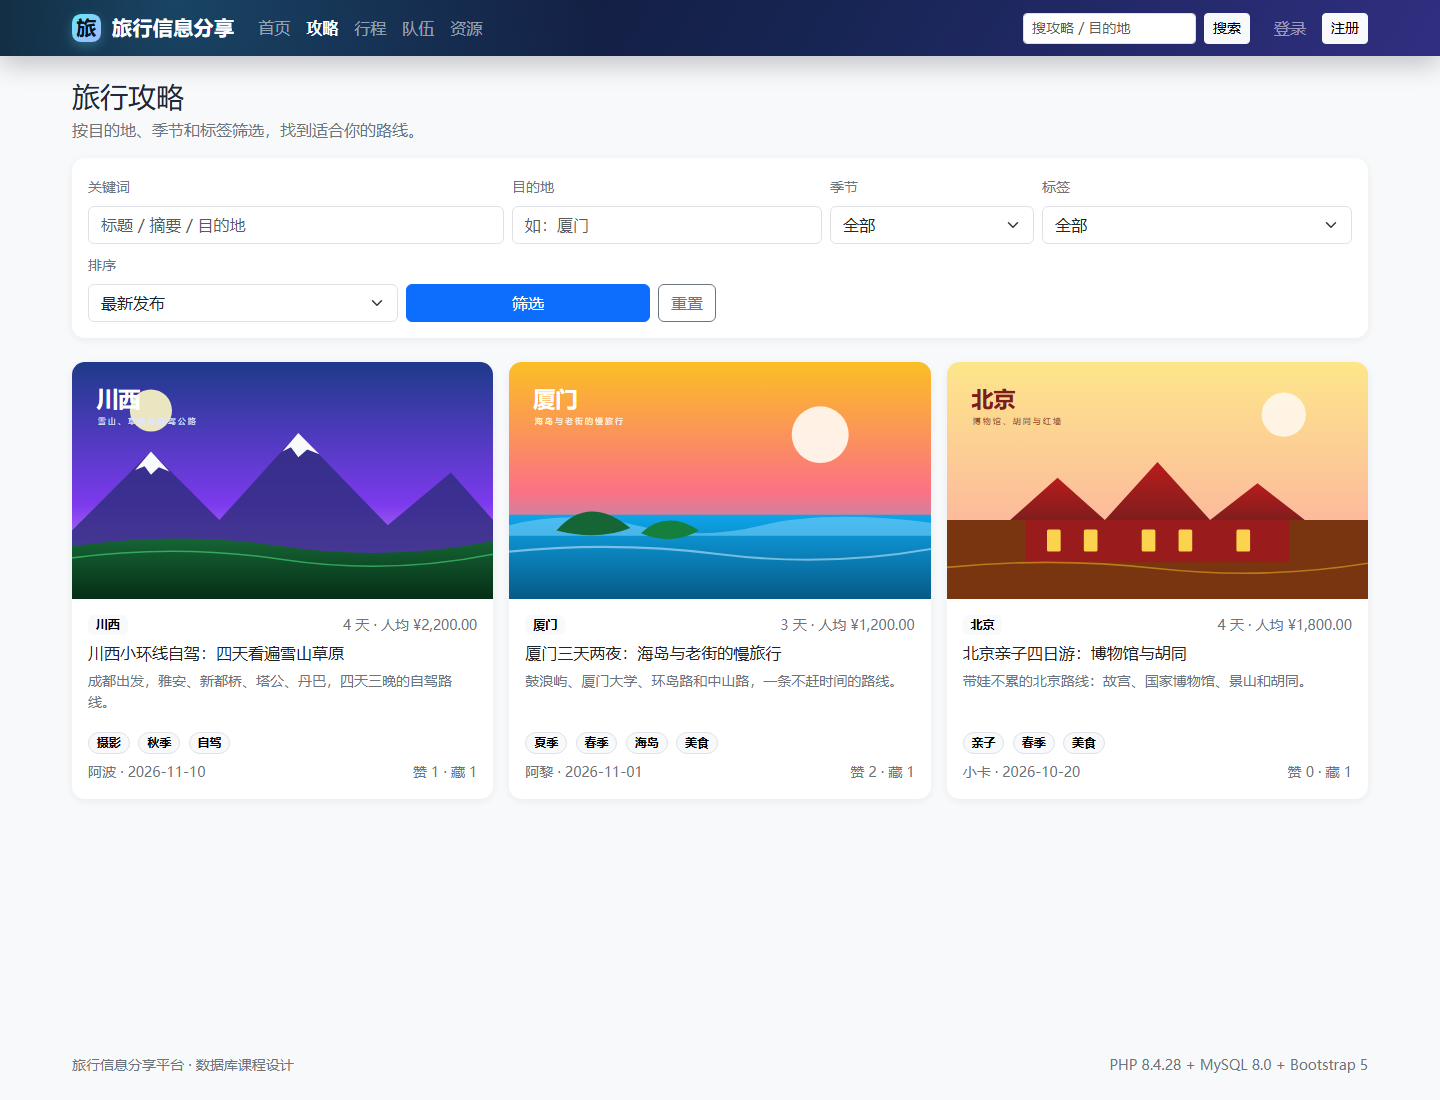 旅 旅行信息分享 首页 攻略 行程 队伍 资源 搜攻略 / 目的地 搜索 登录 注册
旅行攻略
按目的地、季节和标签筛选，找到适合你的路线。
关键词 目的地 季节 标签
标题 / 摘要 / 目的地 如：厦门 全部 全部
排序
最新发布 筛选 重置
川西
雪山、草 驾公路
厦门
海岛与老街的慢旅行
北京
博物馆、胡同与红墙
川西 4 天 · 人均 ¥2,200.00
川西小环线自驾：四天看遍雪山草原
成都出发，雅安、新都桥、塔公、丹巴，四天三晚的自驾路
线。
摄影 秋季 自驾
阿波 · 2026-11-10 赞 1 · 藏 1
厦门 3 天 · 人均 ¥1,200.00
厦门三天两夜：海岛与老街的慢旅行
鼓浪屿、厦门大学、环岛路和中山路，一条不赶时间的路线。
夏季 春季 海岛 美食
阿黎 · 2026-11-01 赞 2 · 藏 1
北京 4 天 · 人均 ¥1,800.00
北京亲子四日游：博物馆与胡同
带娃不累的北京路线：故宫、国家博物馆、景山和胡同。
亲子 春季 美食
小卡 · 2026-10-20 赞 0 · 藏 1
旅行信息分享平台 · 数据库课程设计 PHP 8.4.28 + MySQL 8.0 + Bootstrap 5